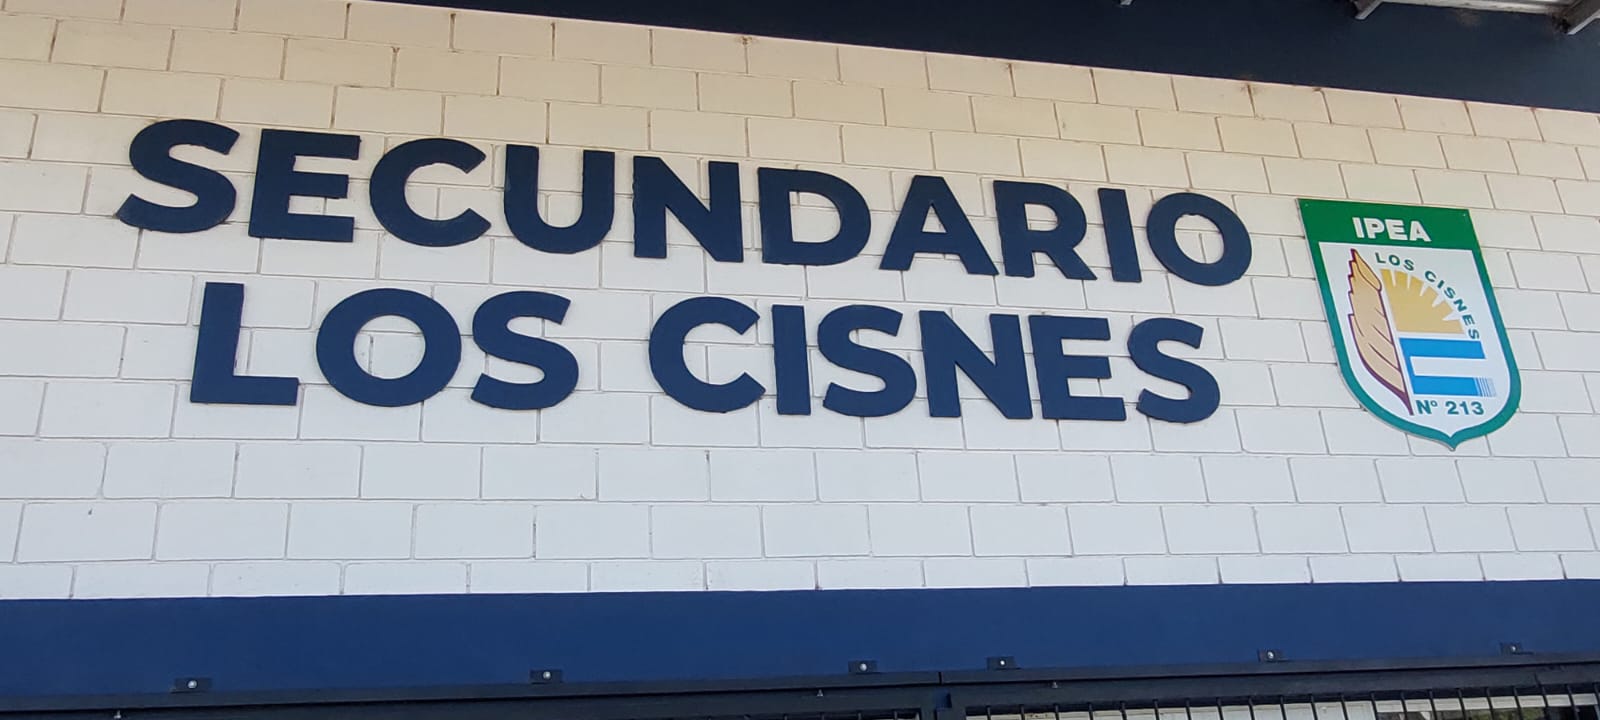 SECUNDARIO
LOS CISNES
IPEA
LOS CISNES
Nº 213